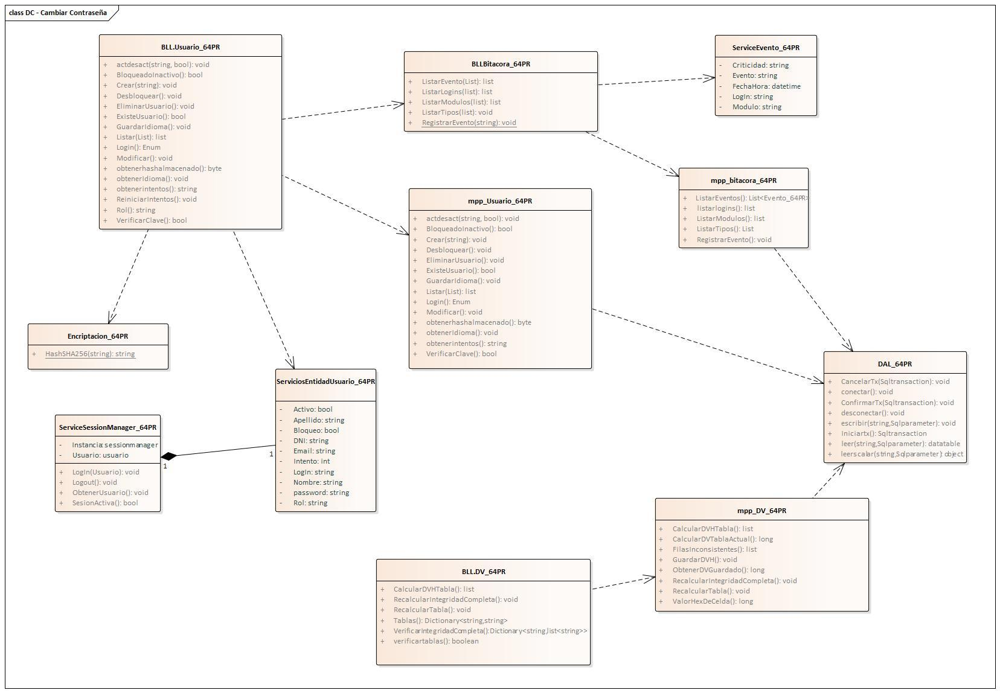 class DC - Cambiar Contraseña
BLL.Usuario_64PR
+ actdesact(string, bool): void
+ BloqueadoInactivo(): bool
+ Crear(string): void
+ Desbloquear(): void
+ EliminarUsuario(): void
+ ExisteUsuario(): bool
+ GuardarIdioma(): void
+ Listar(List): list
+ Login(): Enum
+ Modificar(): void
+ obtenerhashalmacenado(): byte
+ obtenerIdioma(): void
+ obtenerintentos(): string
+ ReiniciarIntentos(): void
+ Rol(): string
+ VerificarClave(): bool
BLLBitacora_64PR
+ ListarEvento(List): list
+ ListarLogins(list): list
+ ListarModulos(list): list
+ ListarTipos(list): void
+ RegistrarEvento(string): void
ServiceEvento_64PR
- Criticidad: string
- Evento: string
- FechaHora: datetime
- LogIn: string
- Modulo: string
mpp_bitacora_64PR
+ ListarEventos(): List<Evento_64PR>
+ listarlogins(): list
+ ListarModulos(): list
+ ListarTipos(): List
+ RegistrarEvento(): void
mpp_Usuario_64PR
+ actdesact(string, bool): void
+ BloqueadoInactivo(): bool
+ Crear(string): void
+ Desbloquear(): void
+ EliminarUsuario(): void
+ ExisteUsuario(): bool
+ GuardarIdioma(): void
+ Listar(List): list
+ Login(): Enum
+ Modificar(): void
+ obtenerhashalmacenado(): byte
+ obtenerIdioma(): void
+ obtenerintentos(): string
+ VerificarClave(): bool
Encriptacion_64PR
+ HashSHA256(string): string
ServiciosEntidadUsuario_64PR
- Activo: bool
- Apellido: string
- Bloqueo: bool
- DNI: string
- Email: string
- Intento: int
- LogIn: string
- Nombre: string
- password: string
- Rol: string
ServiceSessionManager_64PR
- Instancia: sessionmanager
- Usuario: usuario
+ LogIn(Usuario): void
+ Logout(): void
+ ObtenerUsuario(): void
+ SesionActiva(): bool
1
1
DAL_64PR
+ CancelarTx(Sqltransaction): void
+ conectar(): void
+ ConfirmarTx(Sqltransaction): void
+ desconectar(): void
+ escribir(string,Sqlparameter): void
+ Iniciartx(): Sqltransaction
+ leer(string,Sqlparameter): datatable
+ leerscalar(string,Sqlparameter): object
mpp_DV_64PR
+ CalcularDVHTabla(): list
+ CalcularDVTablaActual(): long
+ FilasInconsistentes(): list
+ GuardarDVH(): void
+ ObtenerDVGuardado(): long
+ RecalcularIntegridadCompleta(): void
+ RecalcularTabla(): void
+ ValorHexDeCelda(): long
BLL.DV_64PR
+ CalcularDVHTabla(): list
+ RecalcularIntegridadCompleta(): void
+ RecalcularTabla(): void
+ Tablas(): Dictionary<string,string>
+ VerificarIntegridadCompleta():Dictionary<string,list<string>>
+ verificartablas(): boolean